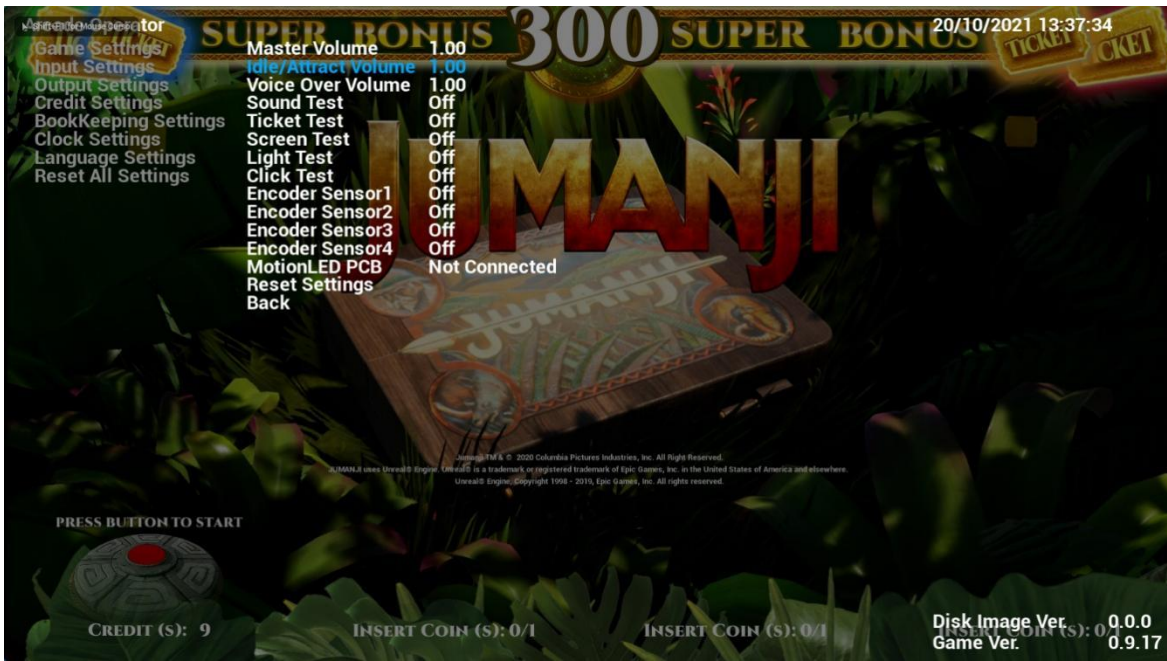 SUPER BONUS 300 SUPER BONUS
20/10/2021 13:37:34
TICKET
Game Settings
Input Settings
Output Settings
Credit Settings
BookKeeping Settings
Clock Settings
Language Settings
Reset All Settings
Master Volume 1.00
Idle/Attract Volume 1.00
Voice Over Volume 1.00
Sound Test Off
Ticket Test Off
Screen Test Off
Light Test Off
Click Test Off
Encoder Sensor1 Off
Encoder Sensor2 Off
Encoder Sensor3 Off
Encoder Sensor4 Off
MotionLED PCB Not Connected
Reset Settings
Back
JUMANJI
JUMANJI
Jumanji TM & © 2020 Columbia Pictures Industries, Inc. All Right Reserved.
JUMANJI uses Unreal® Engine. Unreal® is a trademark or registered trademark of Epic Games, Inc. in the United States of America and elsewhere.
Unreal® Engine, Copyright 1998 - 2019, Epic Games, Inc. All rights reserved.
PRESS BUTTON TO START
CREDIT (S): 9
INSERT COIN (S): 0/1
INSERT COIN (S): 0/1
Disk Image Ver. 0.0.0
Game Ver. 0.9.17